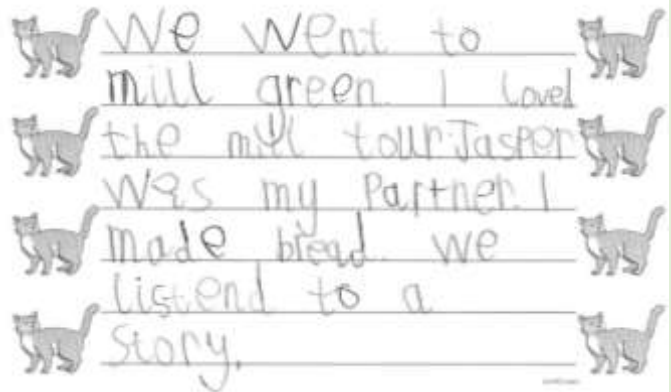 We went to
mill green. I loved
the mill tour. Jasper
was my Partner. I
made bread. We
listend to a
story.